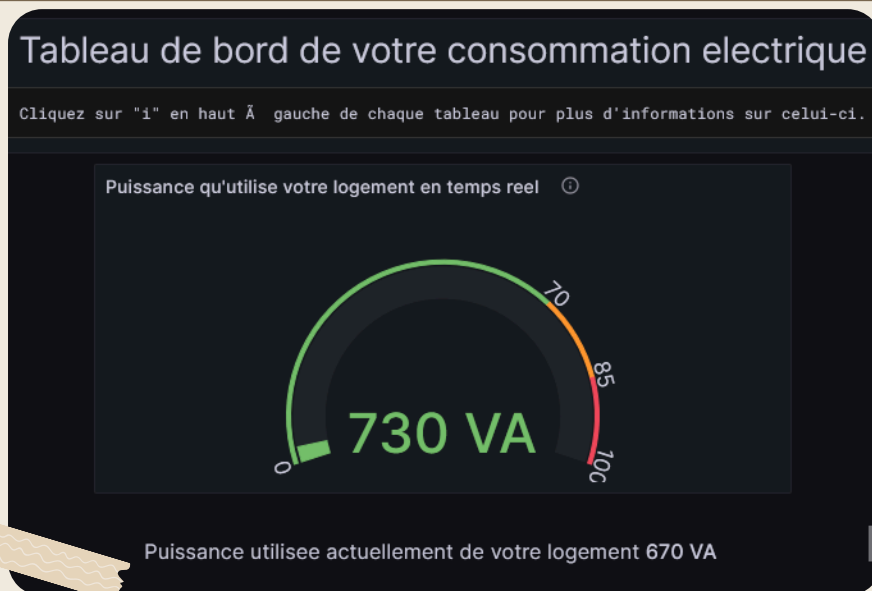 Tableau de bord de votre consommation electrique
Cliquez sur "i" en haut Ã  gauche de chaque tableau pour plus d'informations sur celui-ci.
Puissance qu'utilise votre logement en temps reel
70
85
0
730 VA
100
Puissance utilisee actuellement de votre logement 670 VA